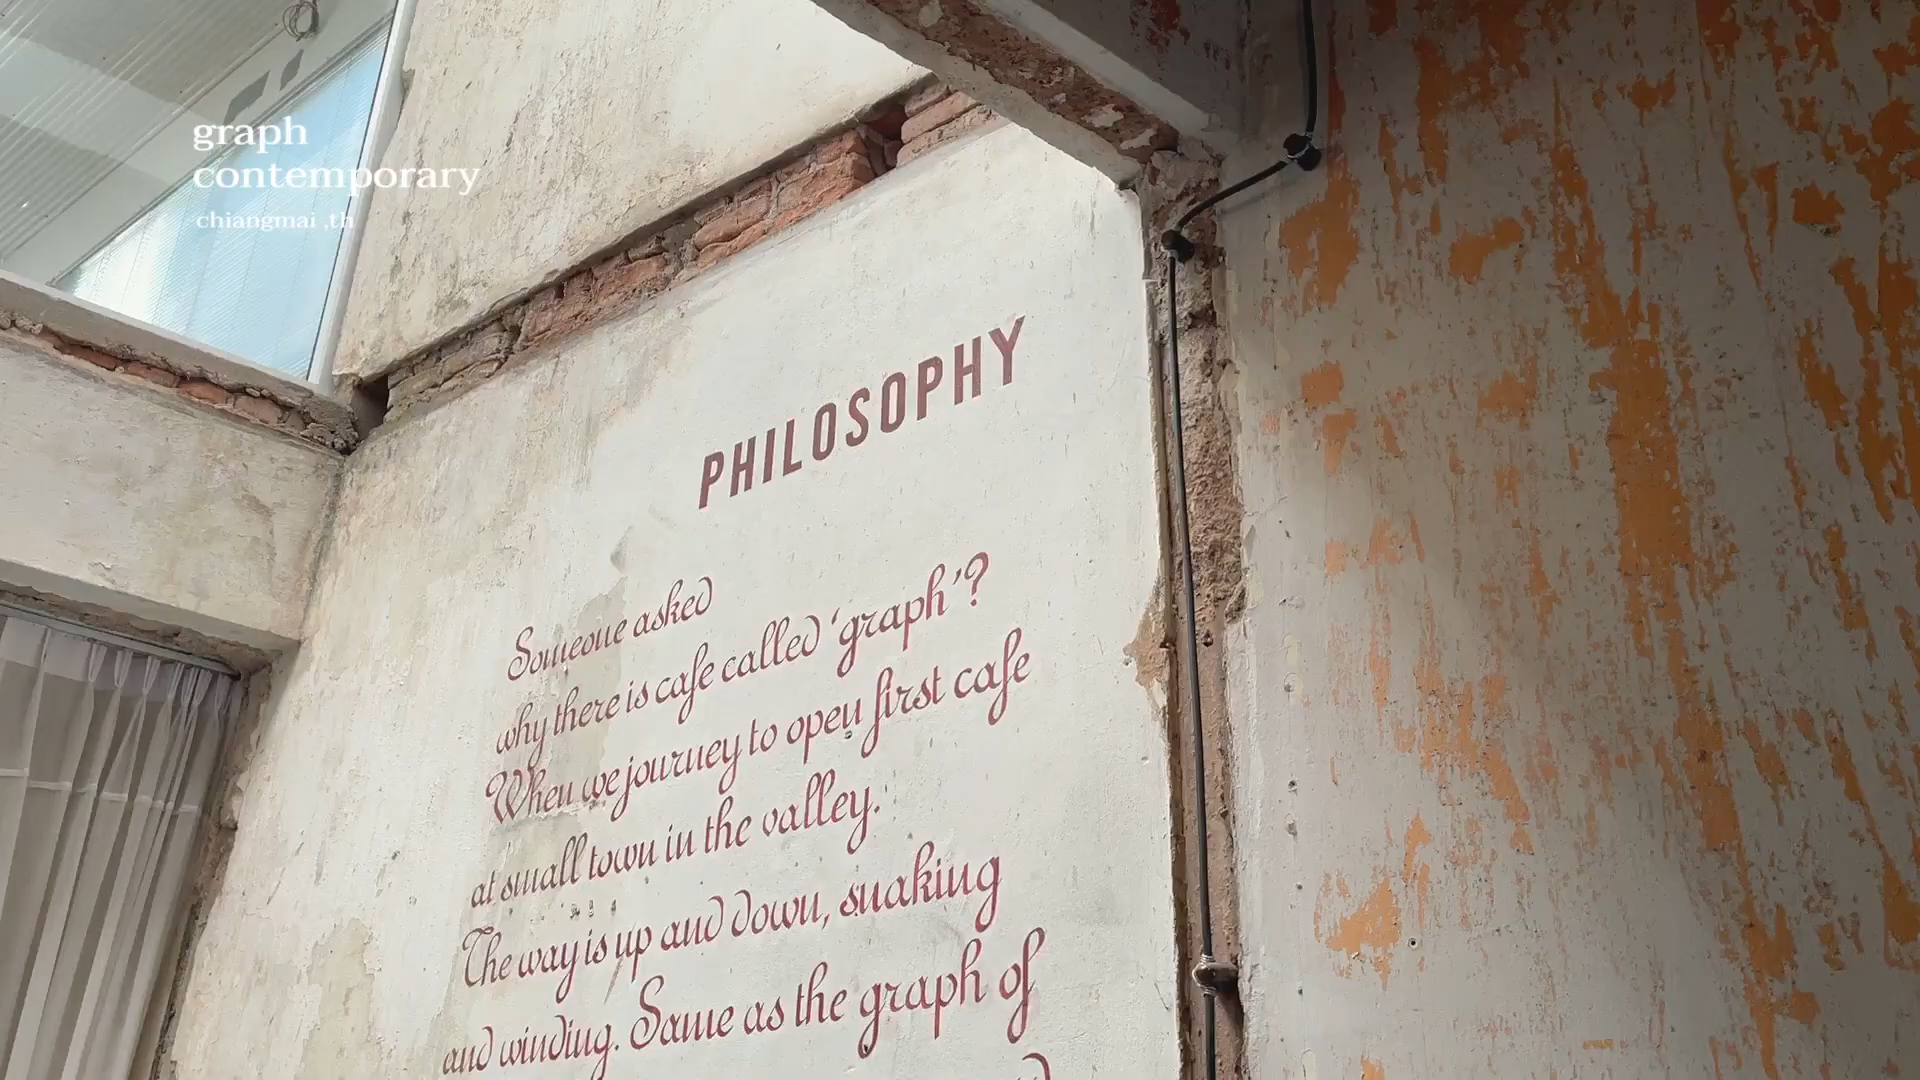 graph
contemporary
chiangmai ,th
PHILOSOPHY
Someone asked
why there is cafe called 'graph'?
When we journey to open first cafe
at small town in the valley.
The way is up and down, snaking
and winding. Same as the graph of